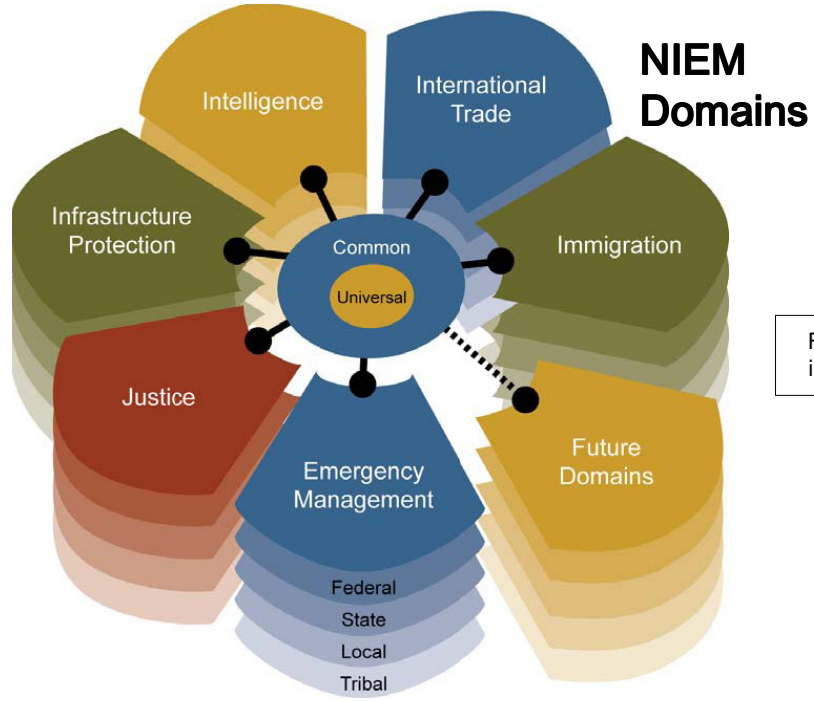 NIEM
Domains
Intelligence
International
Trade
Infrastructure
Protection
Common
Immigration
Universal
Justice
Future
Domains
Emergency
Management
Federal
State
Local
Tribal